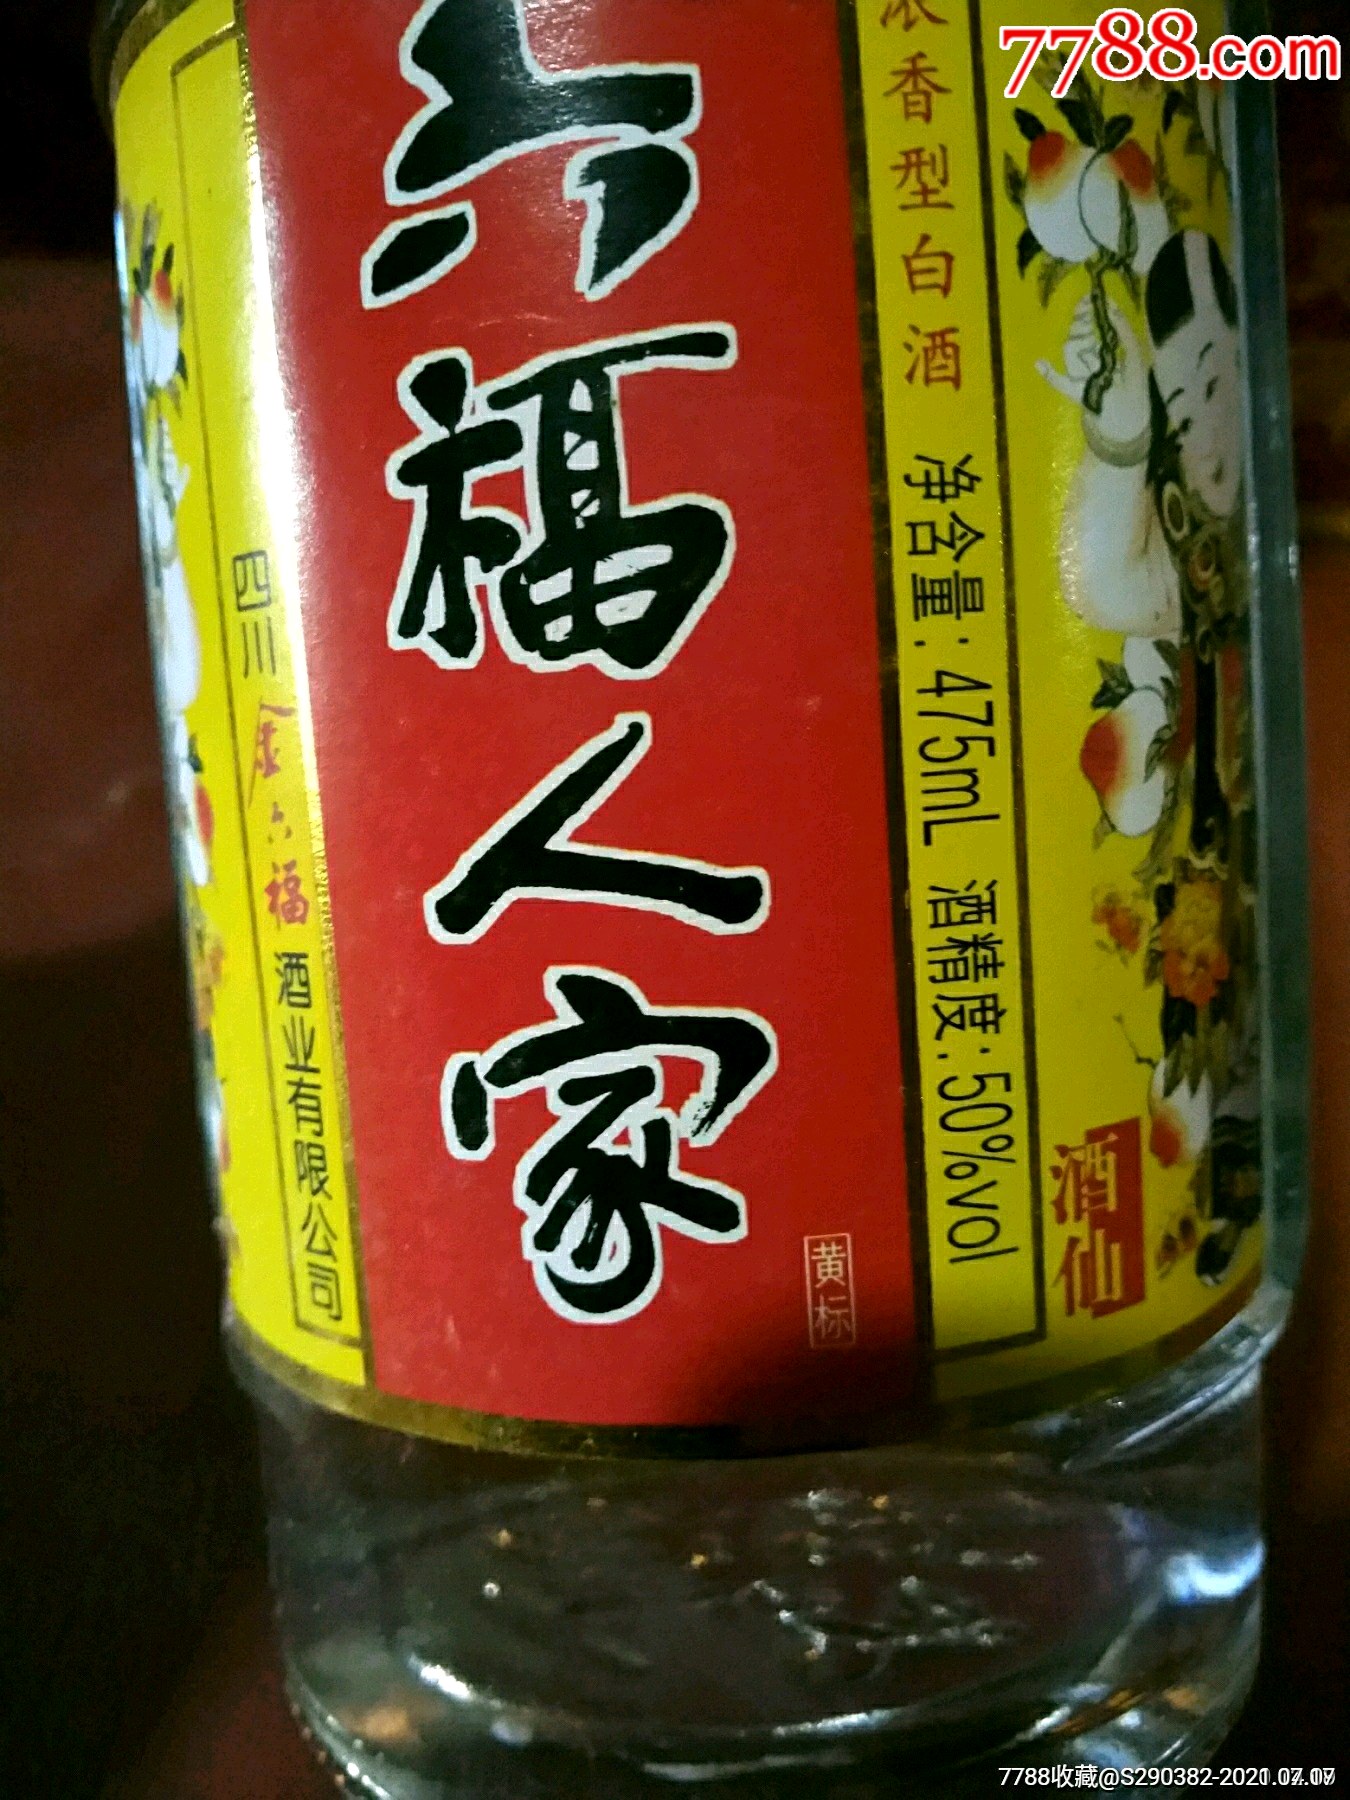 7788.com
浓香型白酒 净含量:475mL 酒精度:50%vol
六福人家
黄标
四川金六福酒业有限公司
酒仙
7788收藏@S290382-2021.07.07